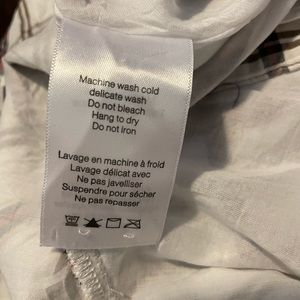 Machine wash cold
delicate wash
Do not bleach
Hang to dry
Do not iron
Lavage en machine à froid
Lavage délicat avec
Ne pas javelliser
Suspendre pour sécher
Ne pas repasser